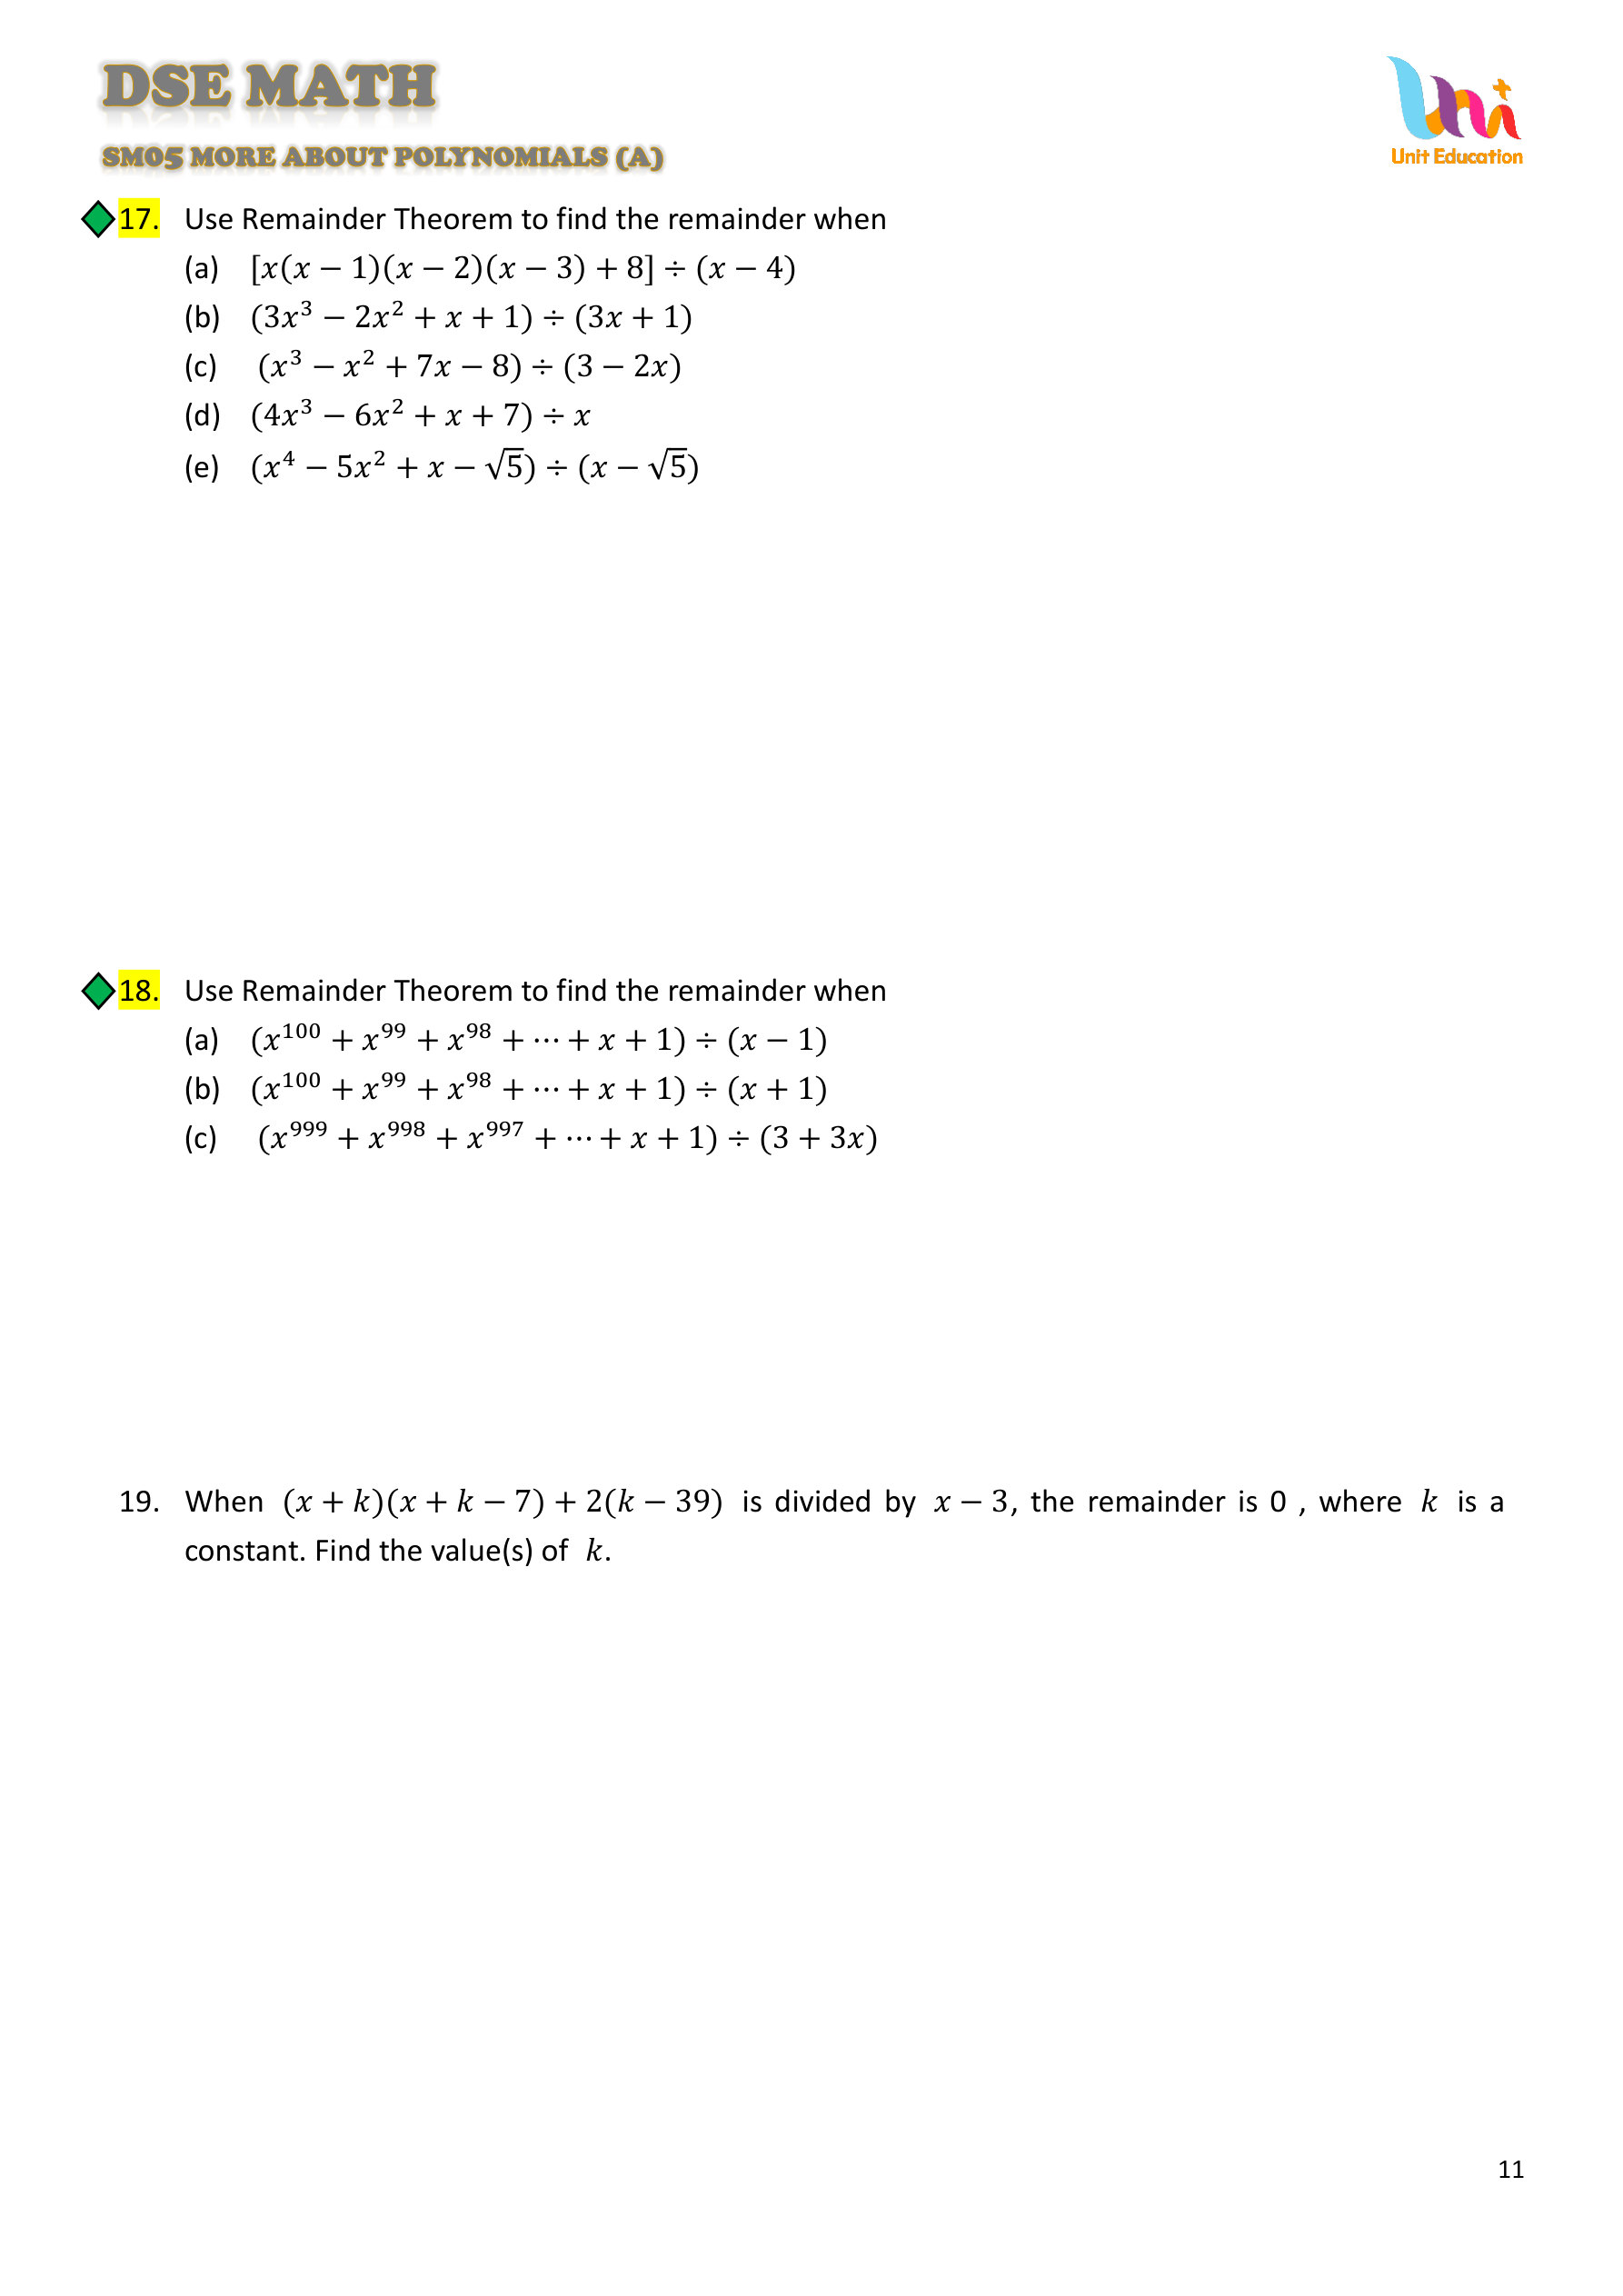 DSE MATH
Unit Education
SM05 MORE ABOUT POLYNOMIALS (A)
17. Use Remainder Theorem to find the remainder when
(a) [x(x − 1)(x − 2)(x − 3) + 8] ÷ (x − 4)
(b) (3x³ − 2x² + x + 1) ÷ (3x + 1)
(c) (x³ − x² + 7x − 8) ÷ (3 − 2x)
(d) (4x³ − 6x² + x + 7) ÷ x
(e) (x⁴ − 5x² + x − √5) ÷ (x − √5)
18. Use Remainder Theorem to find the remainder when
(a) (x¹⁰⁰ + x⁹⁹ + x⁹⁸ + ⋯ + x + 1) ÷ (x − 1)
(b) (x¹⁰⁰ + x⁹⁹ + x⁹⁸ + ⋯ + x + 1) ÷ (x + 1)
(c) (x⁹⁹⁹ + x⁹⁹⁸ + x⁹⁹⁷ + ⋯ + x + 1) ÷ (3 + 3x)
19. When (x + k)(x + k − 7) + 2(k − 39) is divided by x − 3, the remainder is 0 , where k is a
constant. Find the value(s) of k.
11